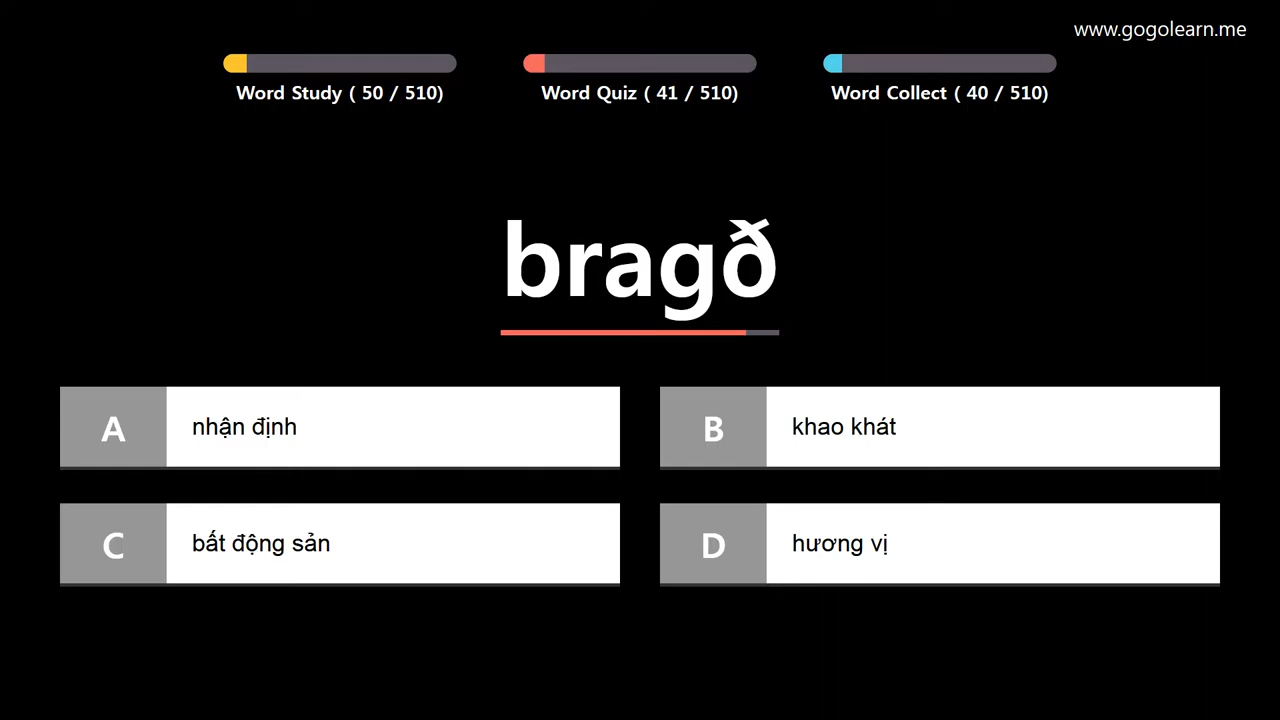 www.gogolearn.me
Word Study ( 50 / 510)
Word Quiz ( 41 / 510)
Word Collect ( 40 / 510)
bragð
A nhận định
B khao khát
C bất động sản
D hương vị